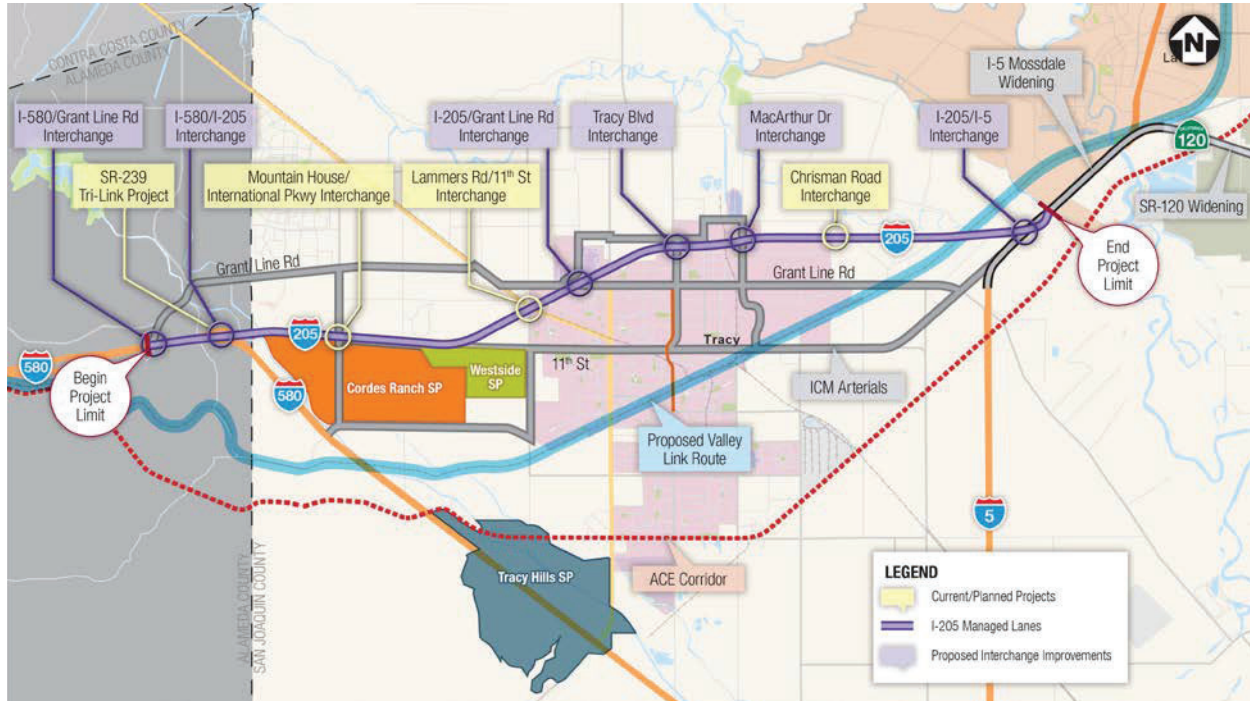 CONTRA COSTA COUNTY
ALAMEDA COUNTY
N
La
I-5 Mossdale
Widening
I-580/Grant Line Rd
Interchange
I-580/I-205
Interchange
I-205/Grant Line Rd
Interchange
Tracy Blvd
Interchange
MacArthur Dr
Interchange
I-205/I-5
Interchange
CALIFORNIA
120
SR-239
Tri-Link Project
Mountain House/
International Pkwy Interchange
Lammers Rd/11th St
Interchange
Chrisman Road
Interchange
SR-120 Widening
205
End
Project
Limit
Grant Line Rd
Grant Line Rd
205
Tracy
580
Begin
Project
Limit
580
Cordes Ranch SP
Westside
SP
11th St
ICM Arterials
Proposed Valley
Link Route
5
ALAMEDA COUNTY
SAN JOAQUIN COUNTY
Tracy Hills SP
ACE Corridor
LEGEND
Current/Planned Projects
I-205 Managed Lanes
Proposed Interchange Improvements